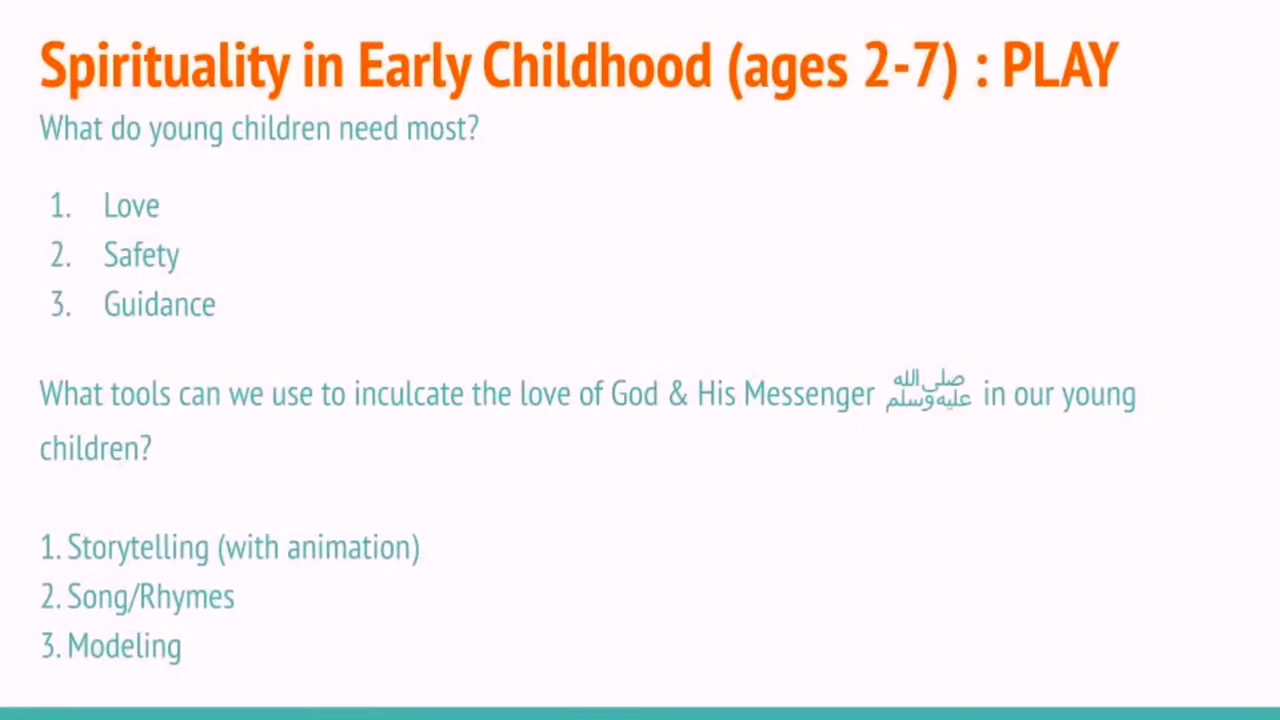 Spirituality in Early Childhood (ages 2-7) : PLAY
What do young children need most?
1. Love
2. Safety
3. Guidance
What tools can we use to inculcate the love of God & His Messenger ﷺ in our young
children?
1. Storytelling (with animation)
2. Song/Rhymes
3. Modeling